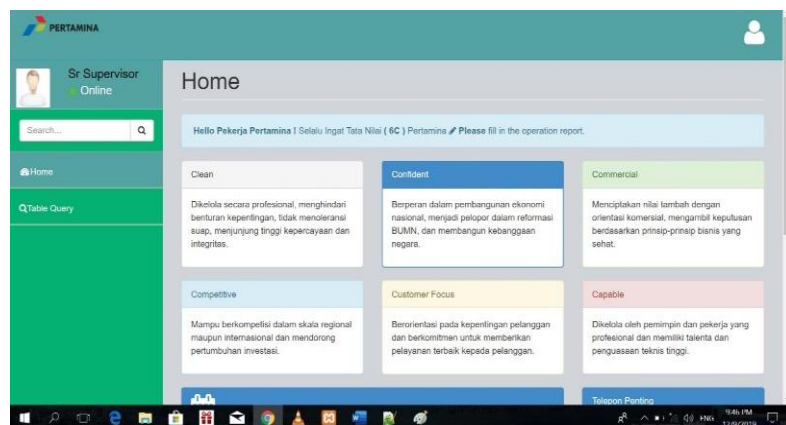 PERTAMINA
Sr Supervisor
Online
Search...
Home
Table Query
Home
Hello Pekerja Pertamina ! Selalu Ingat Tata Nilai ( 6C ) Pertamina Please fill in the operation report.
Clean
Dikelola secara profesional, menghindari
benturan kepentingan, tidak menoleransi
suap, menjunjung tinggi kepercayaan dan
integritas.
Confident
Berperan dalam pembangunan ekonomi
nasional, menjadi pelopor dalam reformasi
BUMN, dan membangun kebanggaan
negara.
Commercial
Menciptakan nilai tambah dengan
orientasi komersial, mengambil keputusan
berdasarkan prinsip-prinsip bisnis yang
sehat.
Competitive
Mampu berkompetisi dalam skala regional
maupun internasional dan mendorong
pertumbuhan investasi.
Customer Focus
Berorientasi pada kepentingan pelanggan
dan berkomitmen untuk memberikan
pelayanan terbaik kepada pelanggan.
Capable
Dikelola oleh pemimpin dan pekerja yang
profesional dan memiliki talenta dan
penguasaan teknis tinggi.
Telepon Penting
ENG
9:46 PM